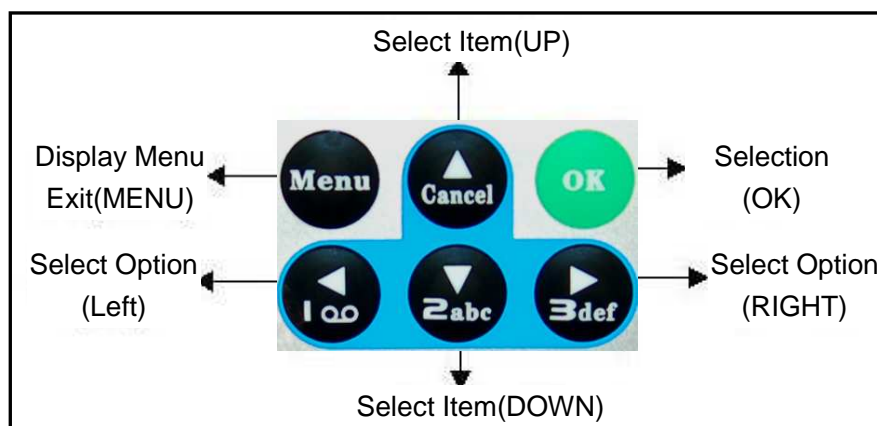 Select Item(UP)
Display Menu
Exit(MENU)
Menu
Cancel
OK
Selection
(OK)
Select Option
(Left)
1
2abc
3def
Select Option
(RIGHT)
Select Item(DOWN)